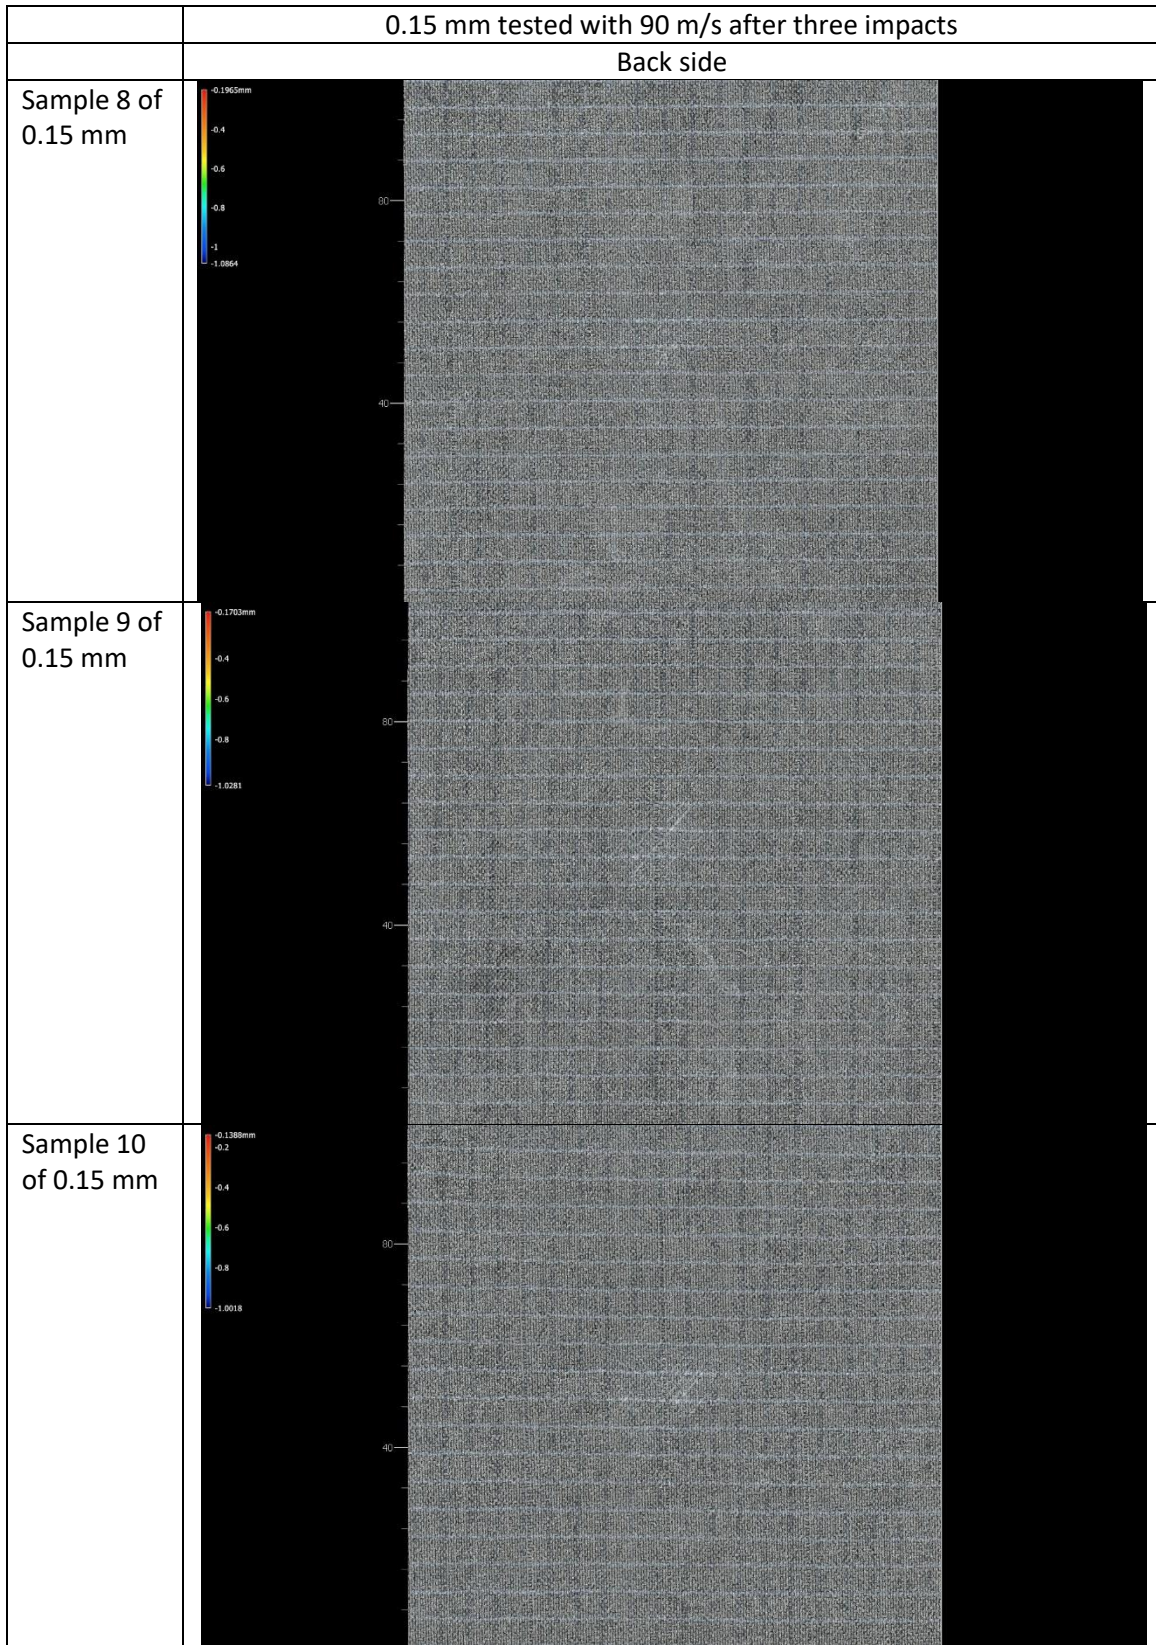 0.15 mm tested with 90 m/s after three impacts
Back side
Sample 8 of
0.15 mm
-0.1965mm
-0.4
-0.6
-0.8
-1
-1.0864
80
40
Sample 9 of
0.15 mm
-0.1703mm
-0.4
-0.6
-0.8
-1.0281
80
40
Sample 10
of 0.15 mm
-0.1388mm
-0.2
-0.4
-0.6
-0.8
-1.0018
80
40